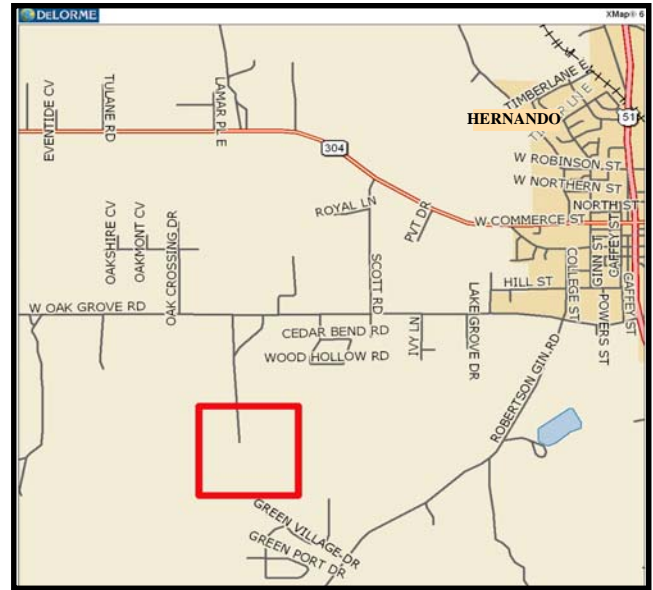 DELORME
XMap® 6
EVENTIDE CV
TULANE RD
LAMAR PL E
TIMBERLANE E
HERNANDO
51
304
W ROBINSON ST
W NORTHERN ST
NORTH ST
ROYAL LN
PVT DR
W COMMERCE ST
OAKSHIRE CV
OAKMONT CV
OAK CROSSING DR
SCOTT RD
LAKE GROVE DR
HILL ST
COLLEGE ST
GINN ST
CAFFEY ST
POWERS ST
CAFFEY ST
W OAK GROVE RD
CEDAR BEND RD
IVY LN
WOOD HOLLOW RD
ROBERTSON GIN RD
GREEN VILLAGE DR
GREEN PORT DR